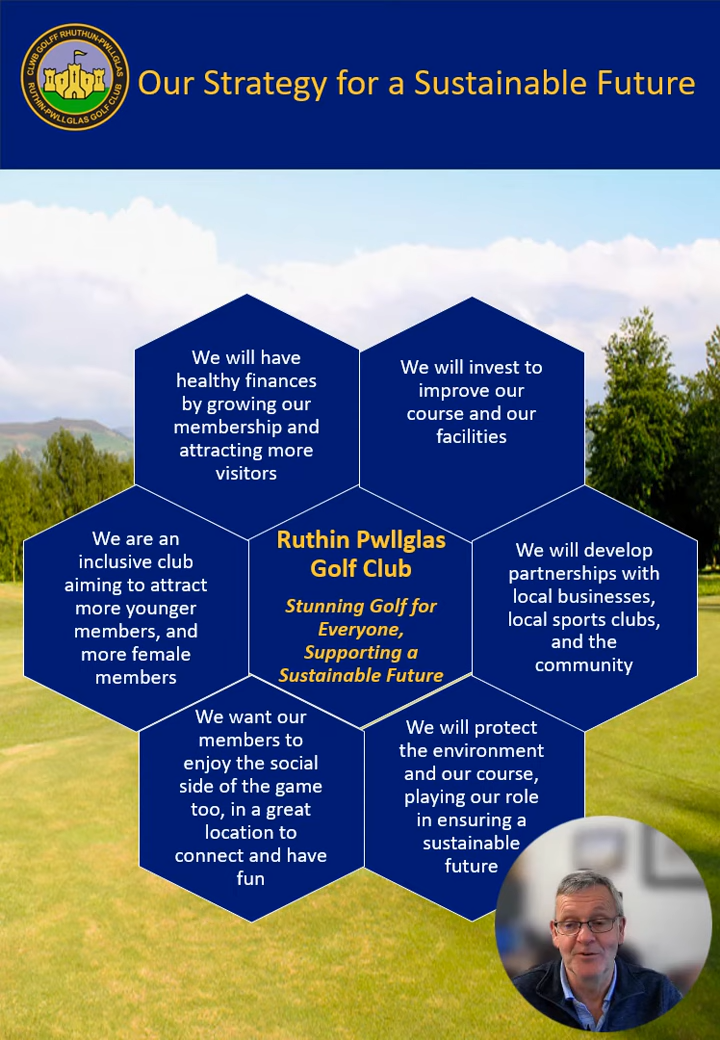 CLWB GOLFF RHUTHUN-PWLLGLAS
RUTHIN-PWLLGLAS GOLF CLUB
Our Strategy for a Sustainable Future
We will have
healthy finances
by growing our
membership and
attracting more
visitors
We will invest to
improve our
course and our
facilities
We are an
inclusive club
aiming to attract
more younger
members, and
more female
members
Ruthin Pwllglas
Golf Club
Stunning Golf for
Everyone,
Supporting a
Sustainable Future
We will develop
partnerships with
local businesses,
local sports clubs,
and the
community
We want our
members to
enjoy the social
side of the game
too, in a great
location to
connect and have
fun
We will protect
the environment
and our course,
playing our role
in ensuring a
sustainable
future